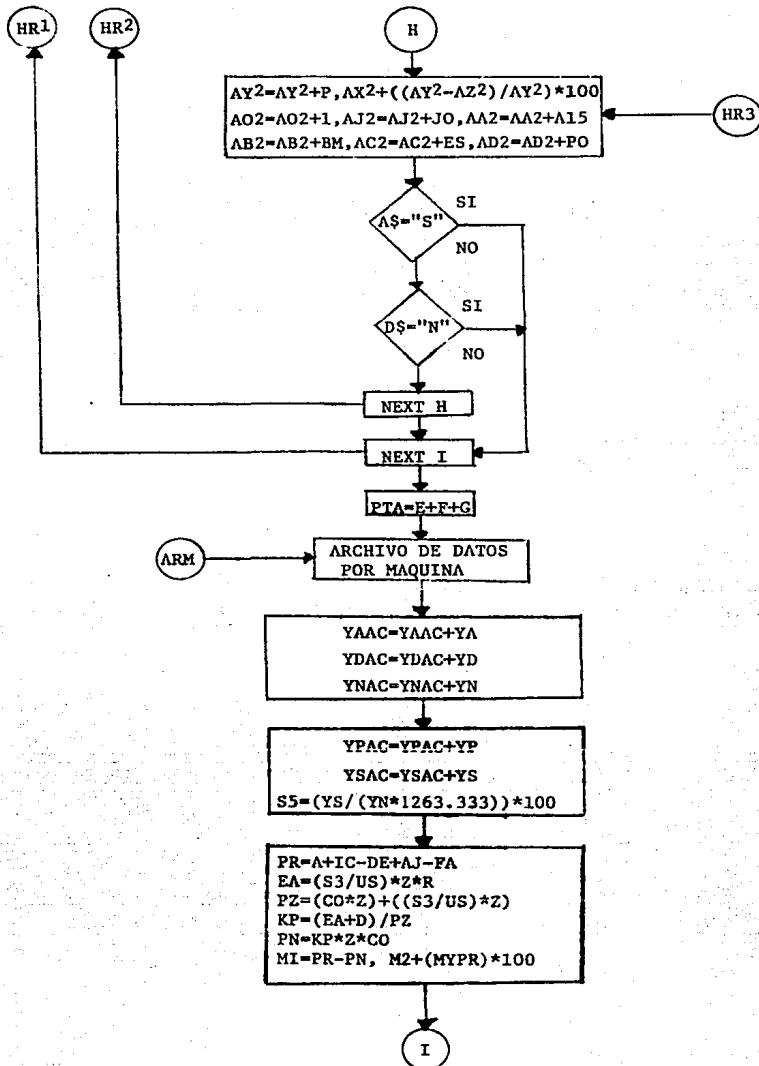 HR1 HR2 H
AY2=AY2+P,AX2+((AY2-AZ2)/AY2)*100
AO2=AO2+1,AJ2=AJ2+JO,AA2=AA2+A15
AB2=AB2+BM,AC2=AC2+ES,AD2=AD2+PO
HR3
SI
A$="S"
NO
SI
D$="N"
NO
NEXT H
NEXT I
PTA=E+F+G
ARM
ARCHIVO DE DATOS
POR MAQUINA
YAAC=YAAC+YA
YDAC=YDAC+YD
YNAC=YNAC+YN
YPAC=YPAC+YP
YSAC=YSAC+YS
S5=(YS/(YN*1263.333))*100
PR=A+IC-DE+AJ-FA
EA=(S3/US)*Z*R
PZ=(CO*Z)+((S3/US)*Z)
KP=(EA+D)/PZ
PN=KP*Z*CO
MI=PR-PN, M2+(MYPR)*100
I